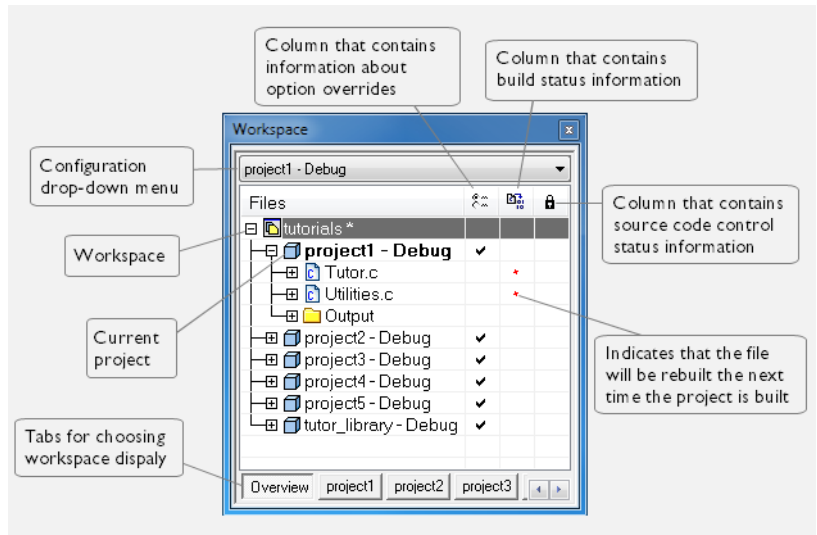 Column that contains
information about
option overrides
Column that contains
build status information
Workspace
Configuration
drop-down menu
project1 - Debug
Files
Column that contains
source code control
status information
Workspace
tutorials *
project1 - Debug
Tutor.c
Utilities.c
Output
Current
project
project2 - Debug
project3 - Debug
project4 - Debug
project5 - Debug
tutor_library - Debug
Indicates that the file
will be rebuilt the next
time the project is built
Tabs for choosing
workspace dispaly
Overview project1 project2 project3